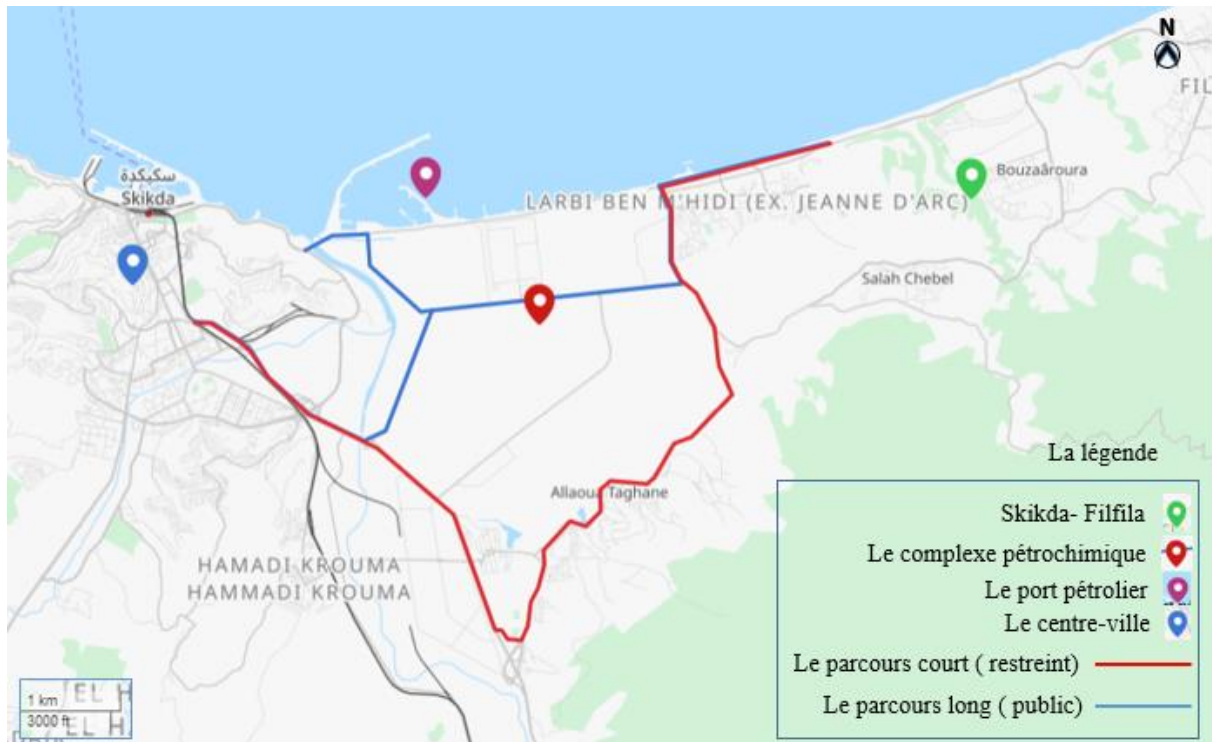 N
FIL
سكيكدة
Skikda
Bouzaâroura
LARBI BEN M'HIDI (EX. JEANNE D'ARC)
Salah Chebel
Allaoua Taghane
HAMADI KROUMA
HAMMADI KROUMA
La légende
Skikda- Filfila
Le complexe pétrochimique
Le port pétrolier
Le centre-ville
Le parcours court ( restreint)
Le parcours long ( public)
1 km
EL H
3000 ft
EL H